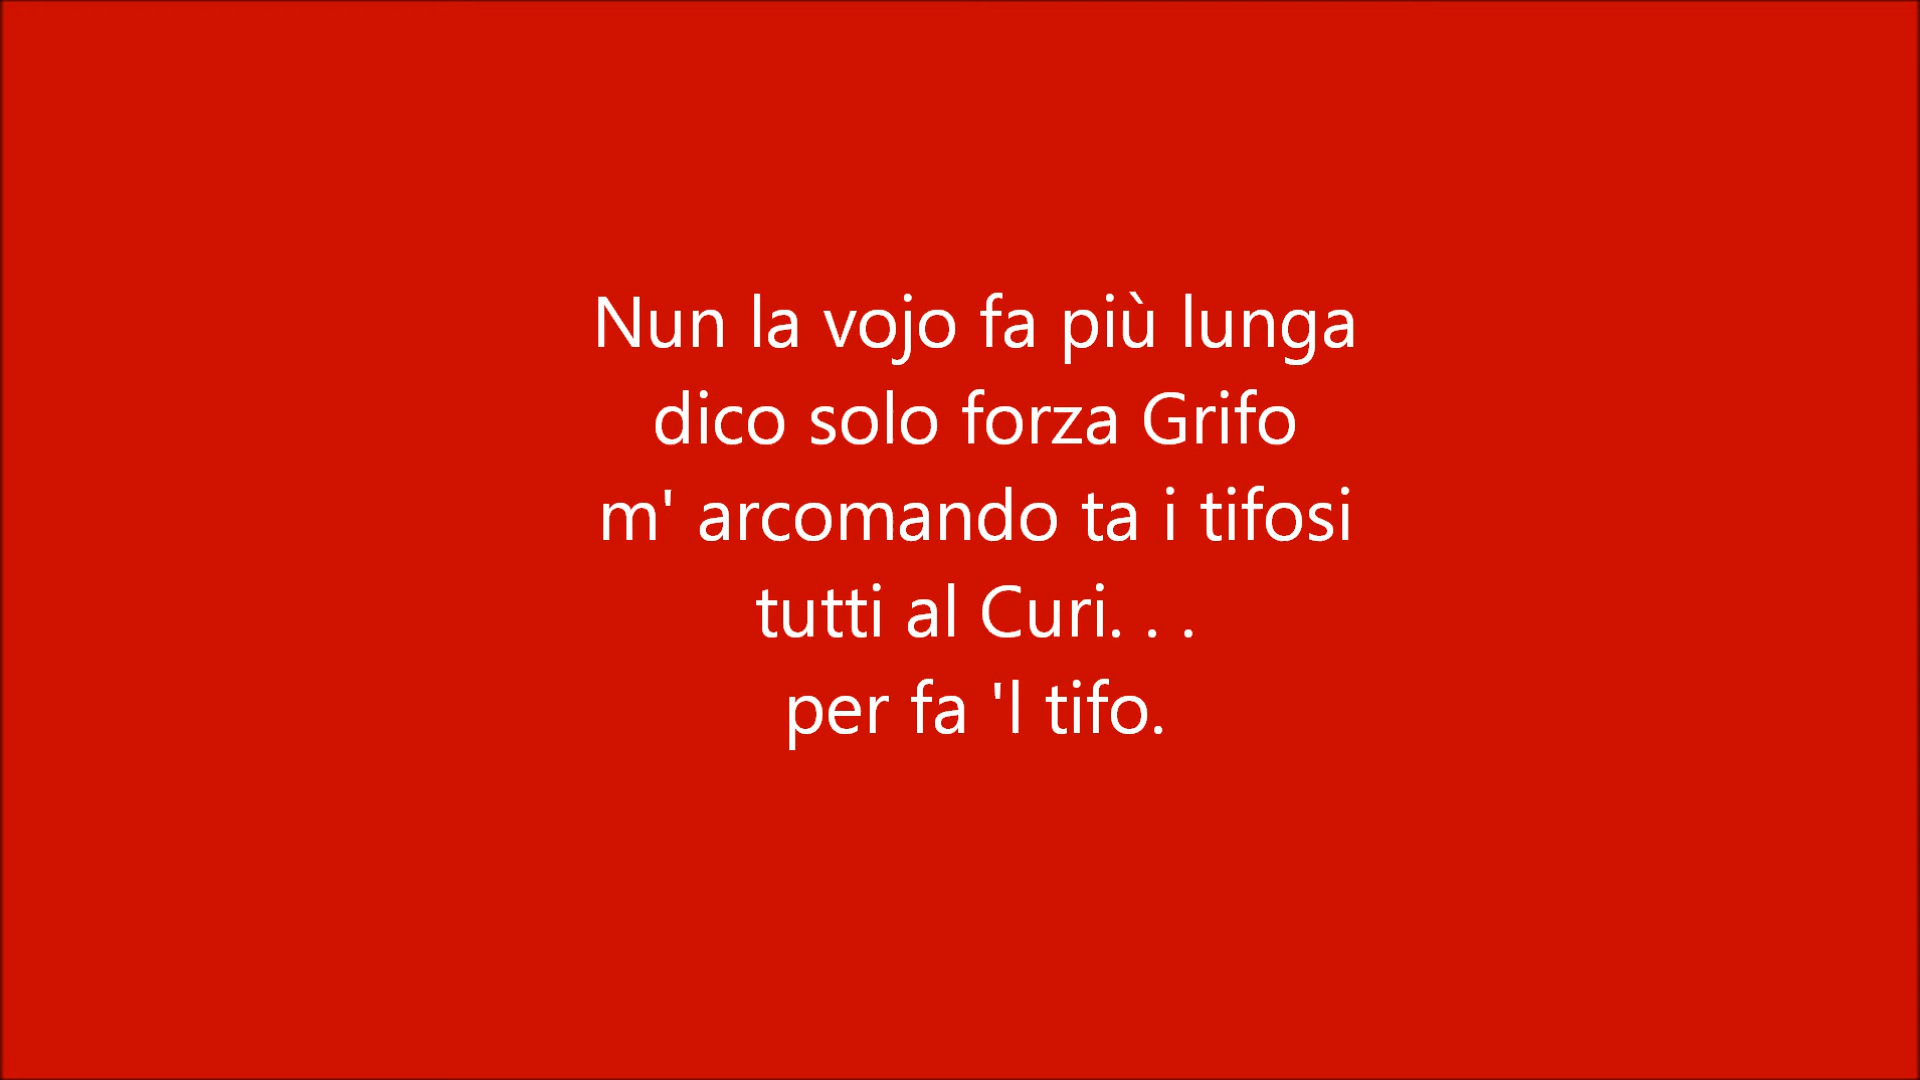 Nun la vojo fa più lunga
dico solo forza Grifo
m' arcomando ta i tifosi
tutti al Curi. . .
per fa 'l tifo.